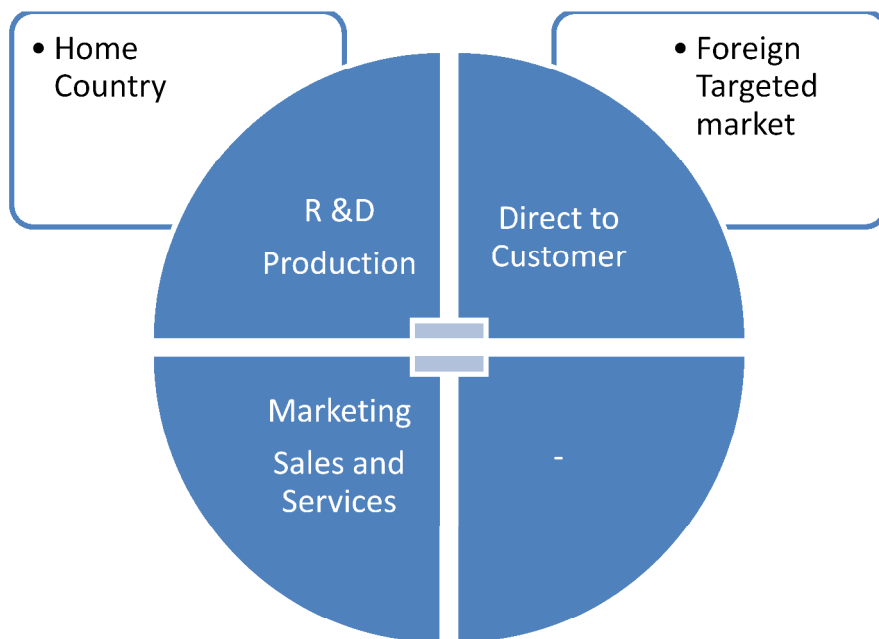 • Home
Country
• Foreign
Targeted
market
R &D
Production
Direct to
Customer
Marketing
Sales and
Services
-